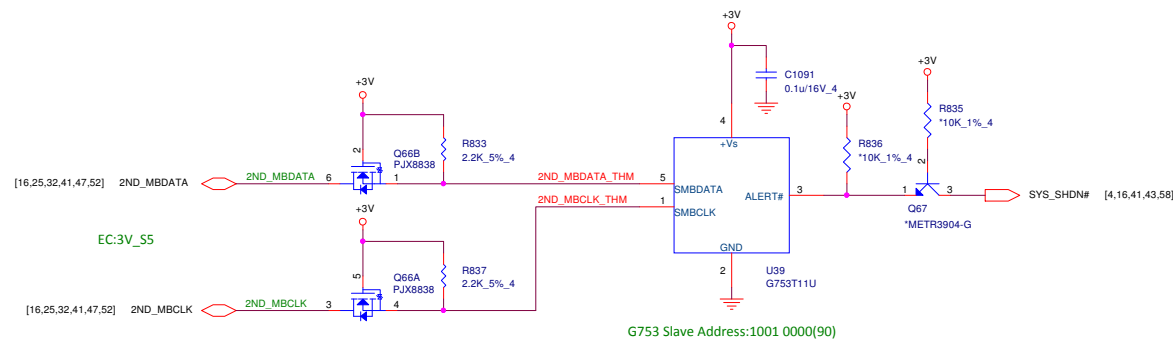 +3V
C1091
0.1u/16V_4
+3V
+3V
+3V
R835
*10K_1%_4
R833
2.2K_5%_4
R836
*10K_1%_4
4
+Vs
2
Q66B
PJX8838
2
[16,25,32,41,47,52] 2ND_MBDATA 2ND_MBDATA 6 1 2ND_MBDATA_THM 5 SMBDATA
ALERT# 3 1 3 SYS_SHDN# [4,16,41,43,58]
2ND_MBCLK_THM 1 SMBCLK
Q67
*METR3904-G
+3V
EC:3V_S5
GND
2
U39
G753T11U
5
Q66A
PJX8838
R837
2.2K_5%_4
[16,25,32,41,47,52] 2ND_MBCLK 2ND_MBCLK 3 4
G753 Slave Address:1001 0000(90)